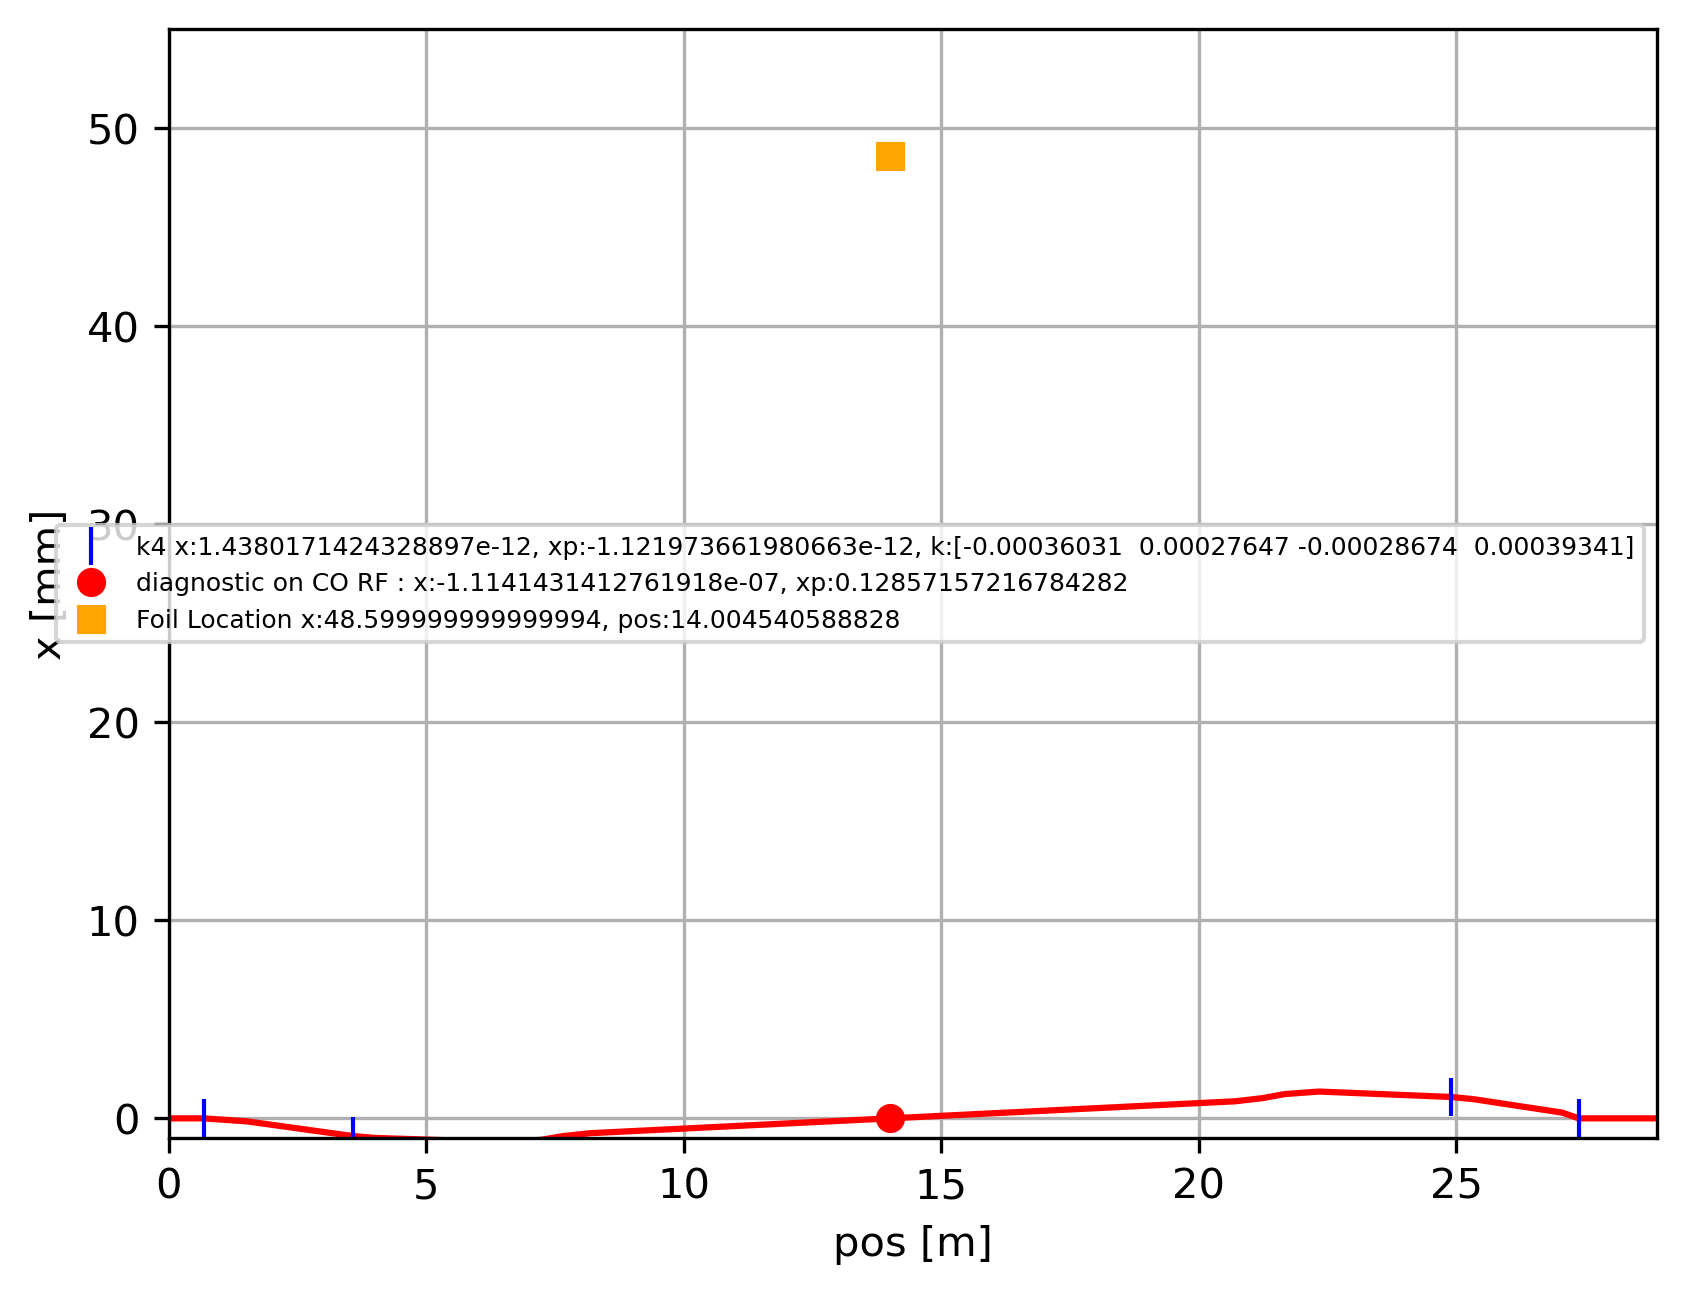 50
40
30
20
10
0
x [mm]
k4 x:1.4380171424328897e-12, xp:-1.121973661980663e-12, k:[-0.00036031  0.00027647 -0.00028674  0.00039341]
diagnostic on CO RF : x:-1.1141431412761918e-07, xp:0.12857157216784282
Foil Location x:48.599999999999994, pos:14.004540588828
0 5 10 15 20 25
pos [m]